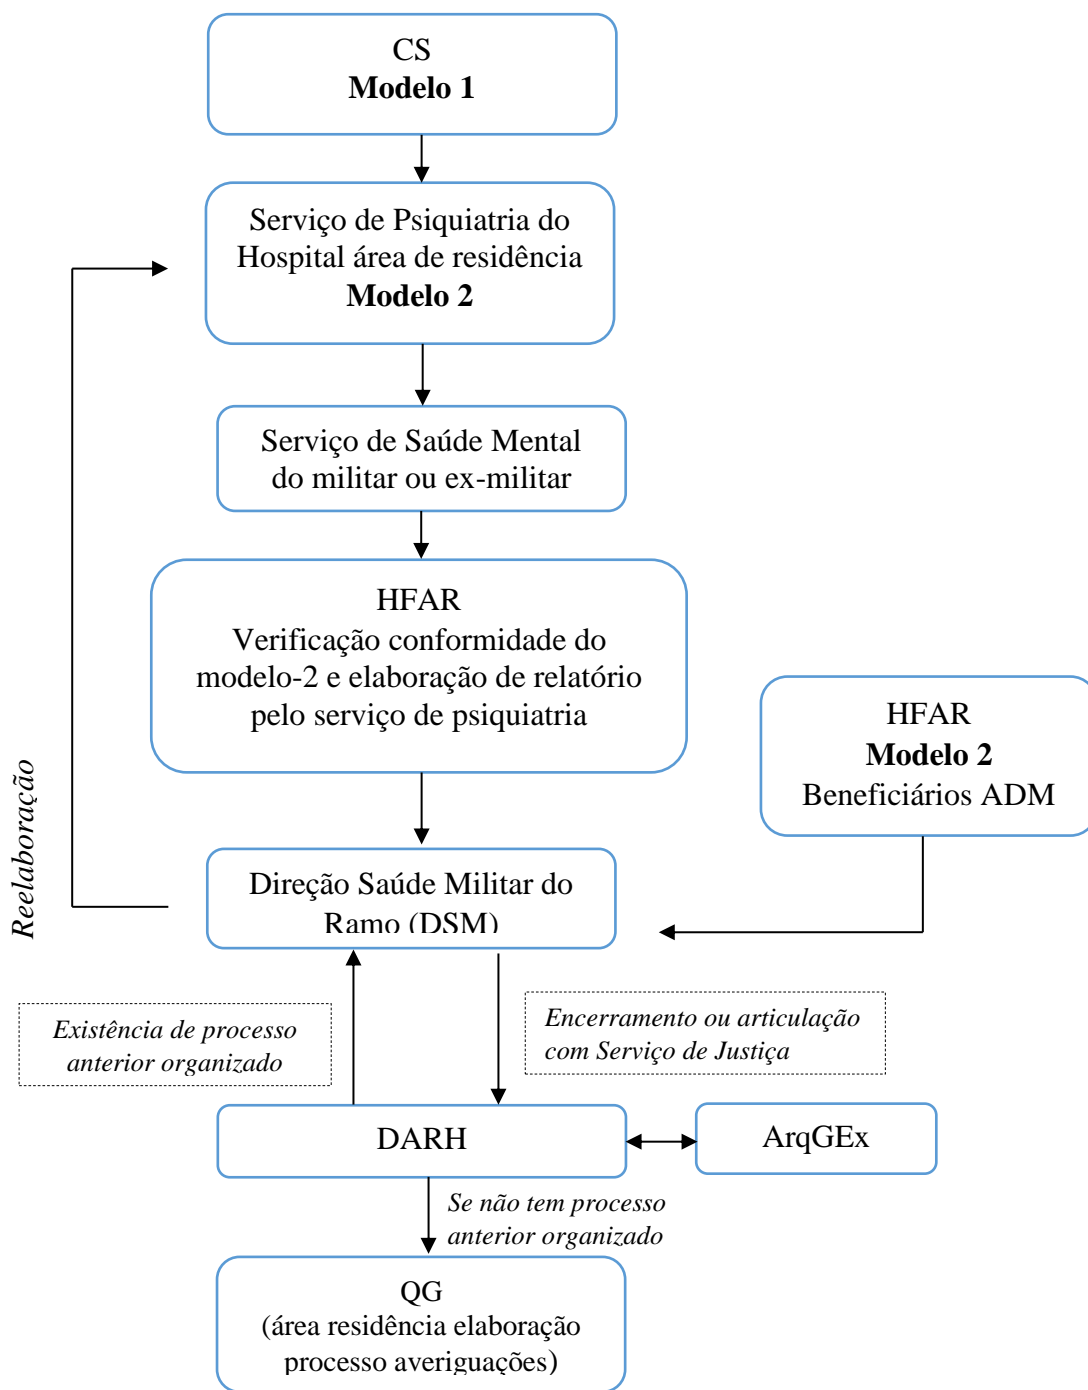 CS
Modelo 1
Serviço de Psiquiatria do
Hospital área de residência
Modelo 2
Serviço de Saúde Mental
do militar ou ex-militar
HFAR
Verificação conformidade do
modelo-2 e elaboração de relatório
pelo serviço de psiquiatria
HFAR
Modelo 2
Beneficiários ADM
Reelaboração
Direção Saúde Militar do
Ramo (DSM)
Existência de processo
anterior organizado
Encerramento ou articulação
com Serviço de Justiça
DARH
ArqGEx
Se não tem processo
anterior organizado
QG
(área residência elaboração
processo averiguações)